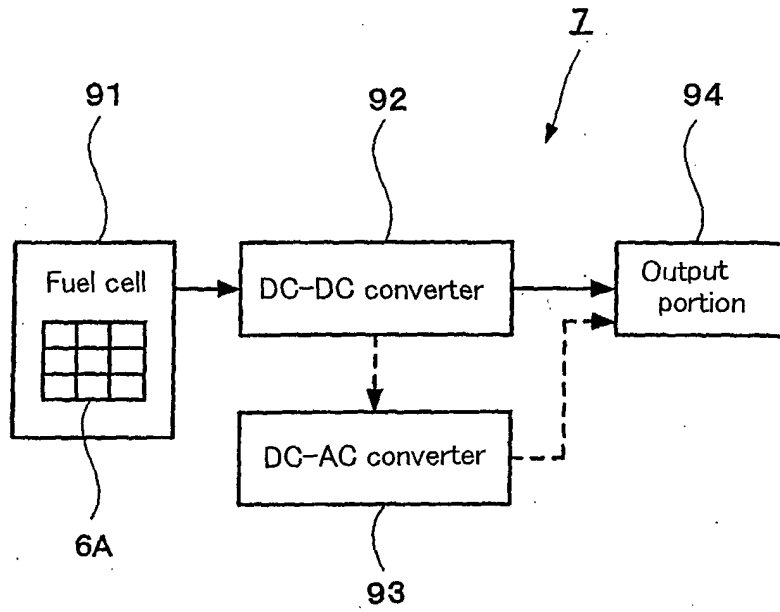 7
91
92
94
Fuel cell
DC-DC converter
Output
portion
DC-AC converter
6A
93